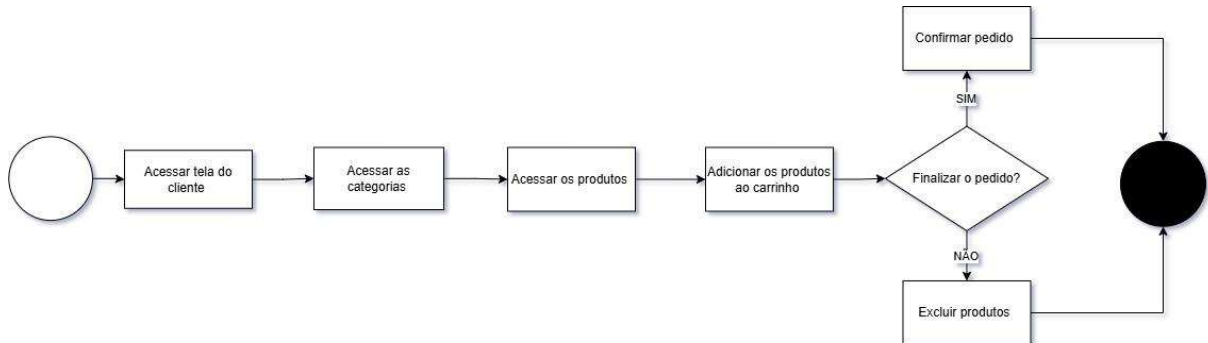 Confirmar pedido
SIM
Acessar tela do
cliente
Acessar as
categorias
Acessar os produtos
Adicionar os produtos
ao carrinho
Finalizar o pedido?
NÃO
Excluir produtos